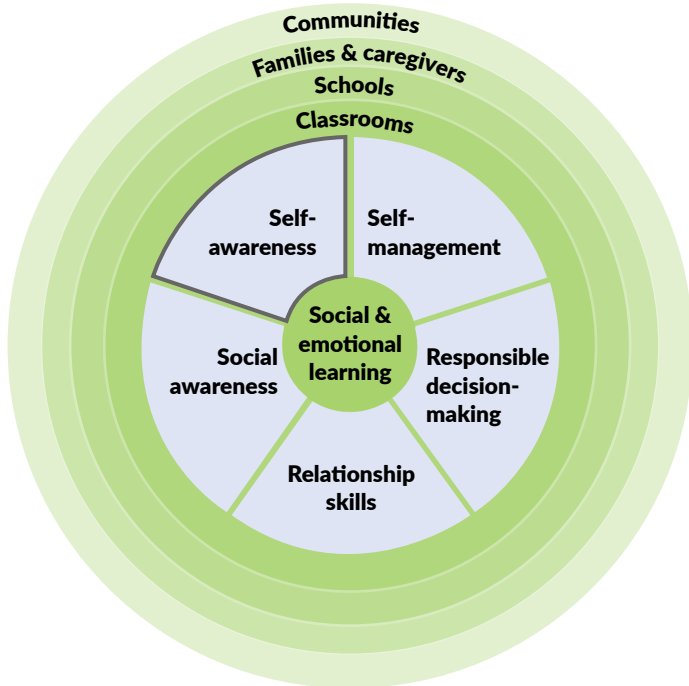 Communities
Families & caregivers
Schools
Classrooms
Self-
awareness
Self-
management
Social &
emotional
learning
Social
awareness
Responsible
decision-
making
Relationship
skills